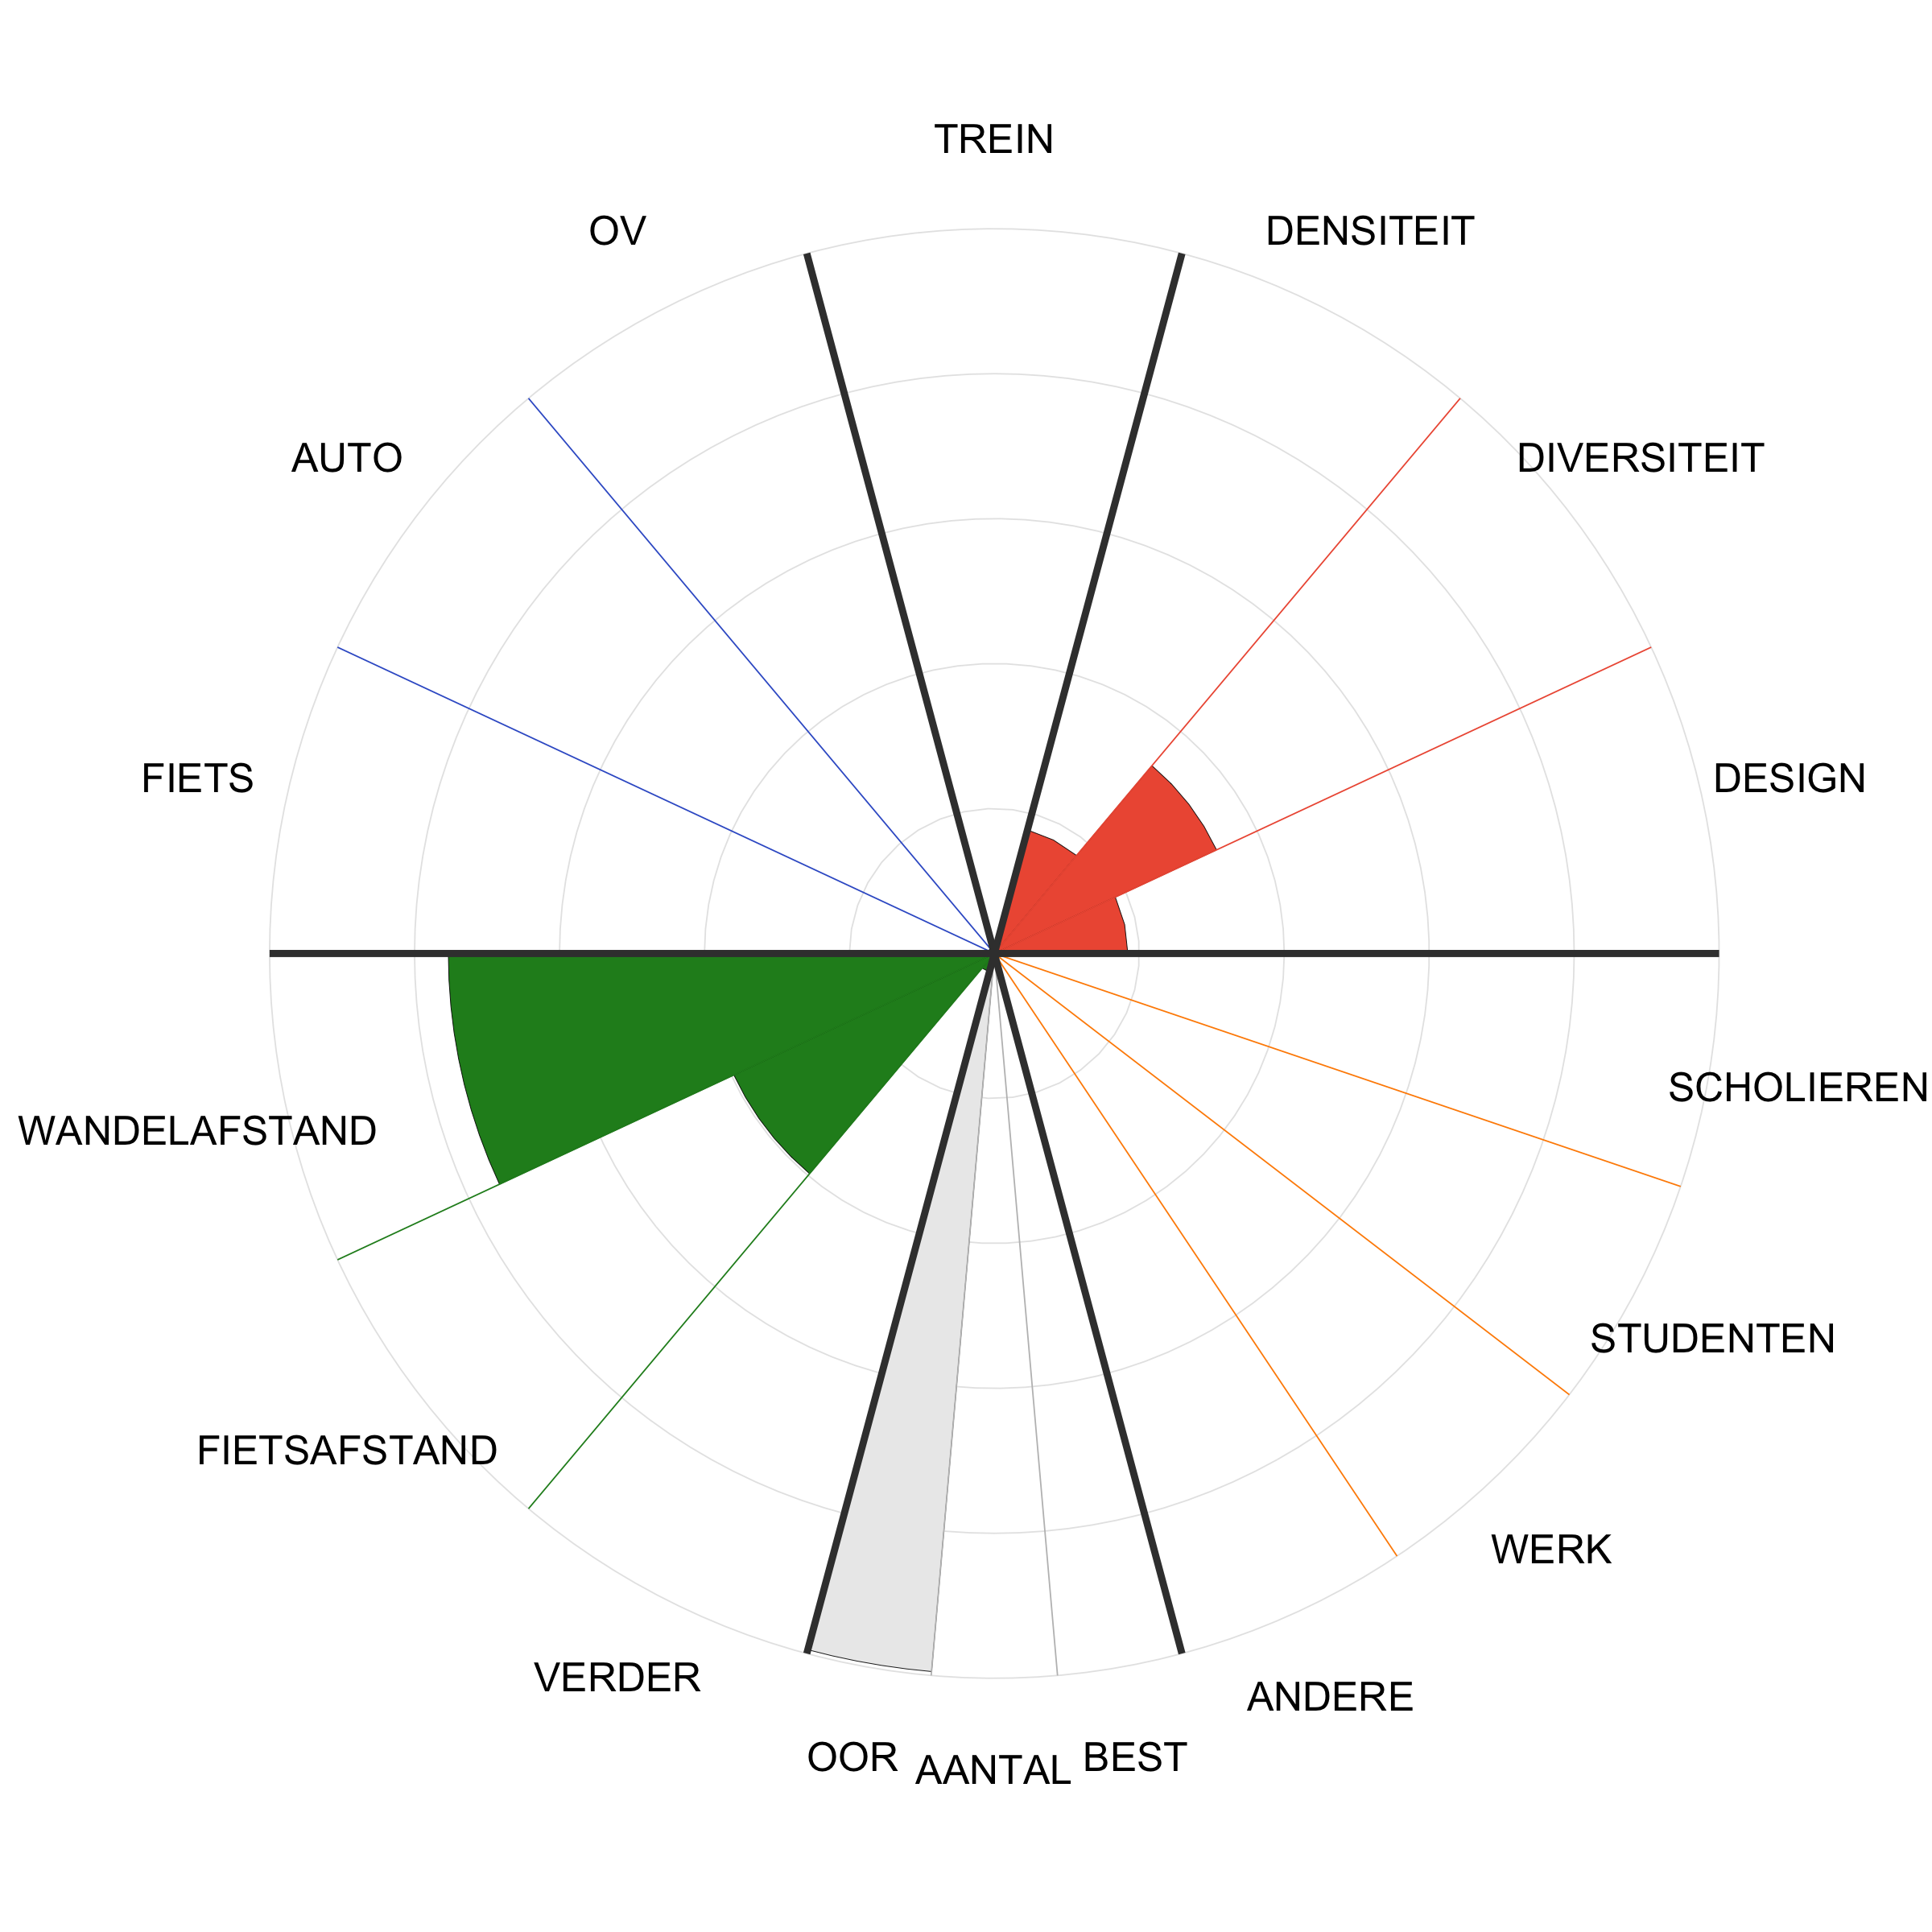 TREIN
OV
DENSITEIT
AUTO
DIVERSITEIT
FIETS
DESIGN
SCHOLIEREN
WANDELAFSTAND
STUDENTEN
FIETSAFSTAND
WERK
VERDER
ANDERE
OOR
AANTAL
BEST